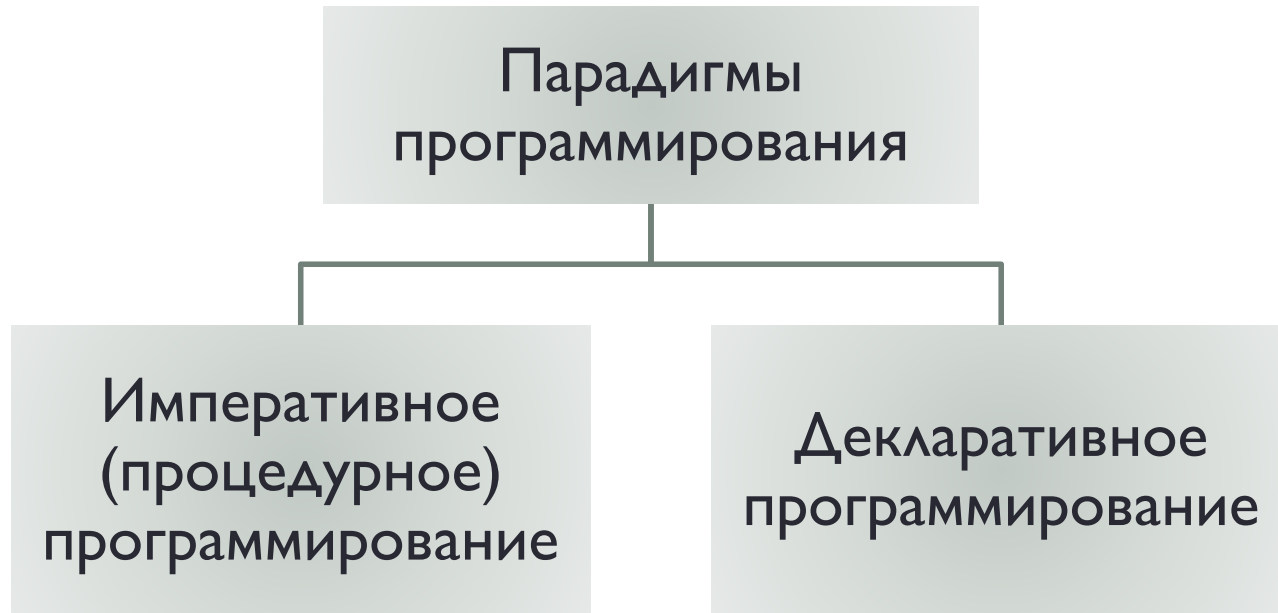 Парадигмы
программирования
Императивное
(процедурное)
программирование
Декларативное
программирование